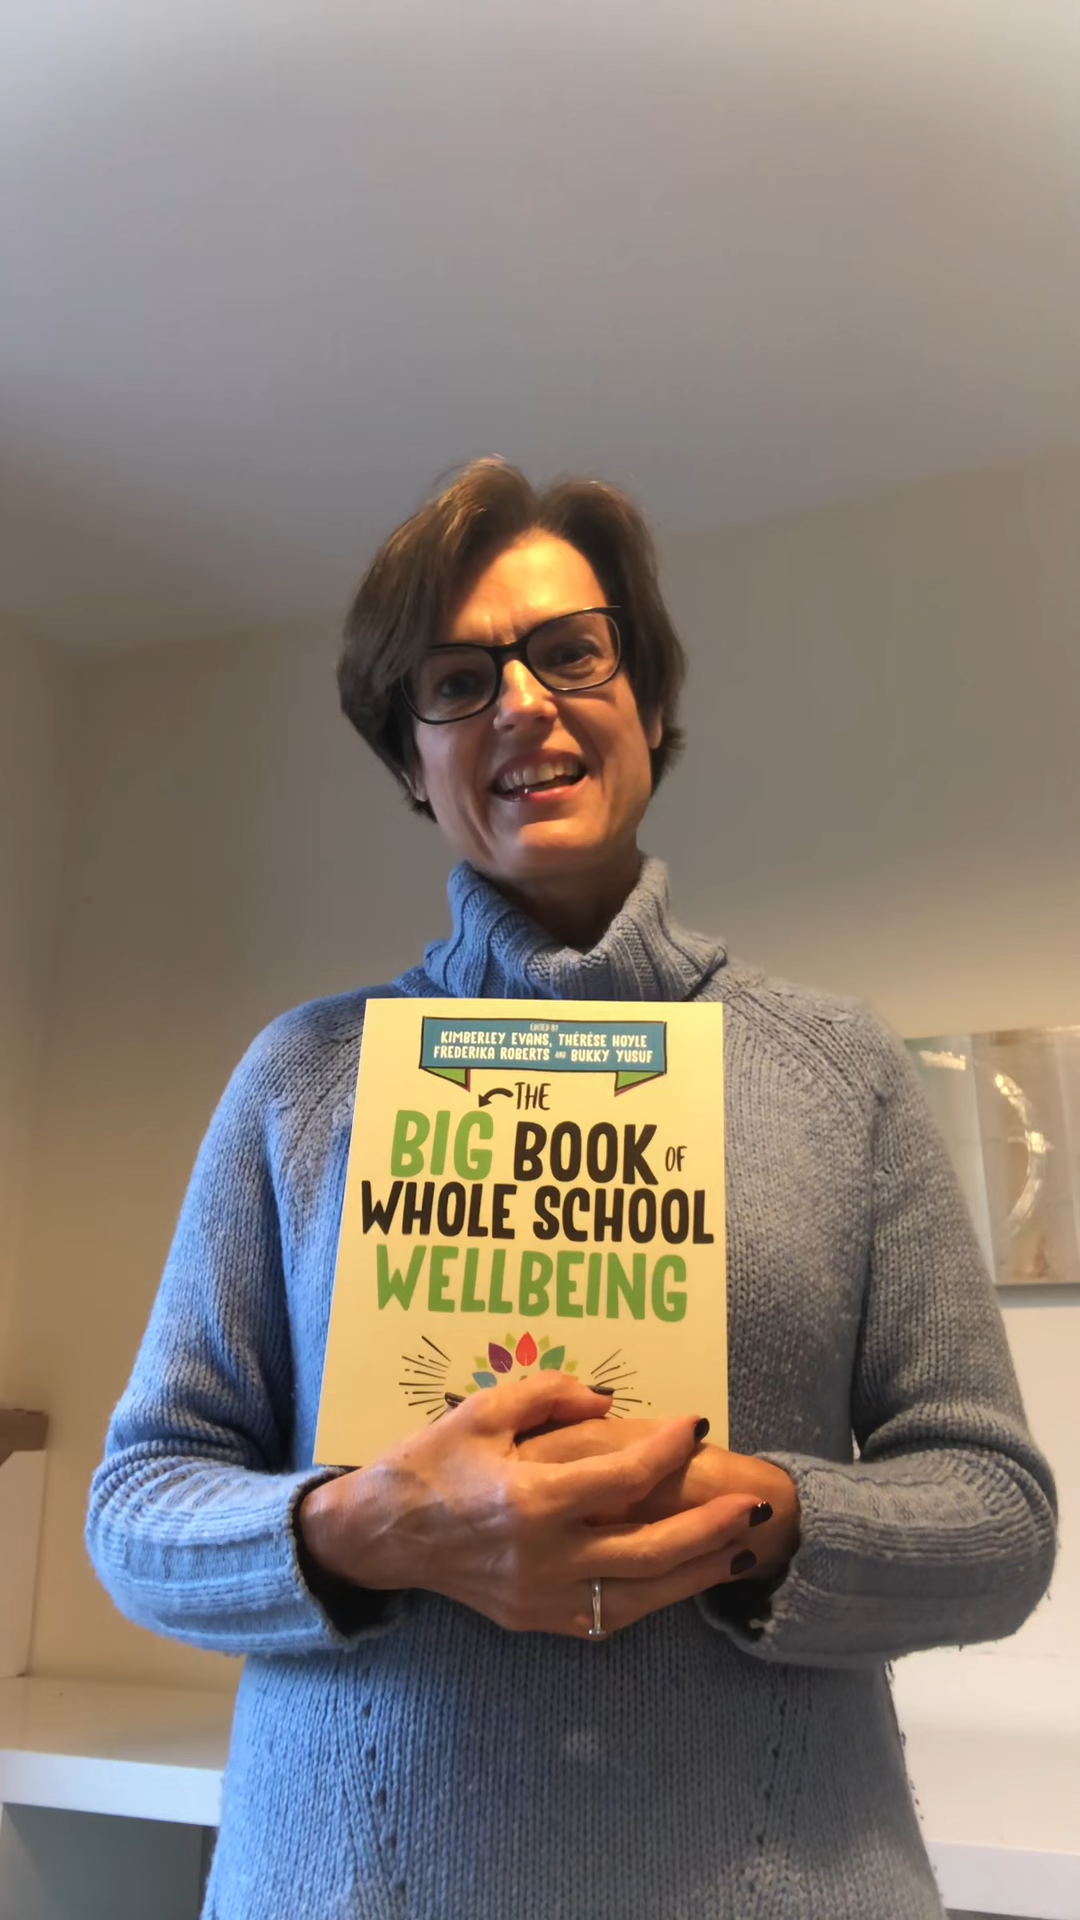 EDITED BY
KIMBERLEY EVANS, THÉRÈSE HOYLE
FREDERIKA ROBERTS AND BUKKY YUSUF
THE
BIG BOOK OF
WHOLE SCHOOL
WELLBEING